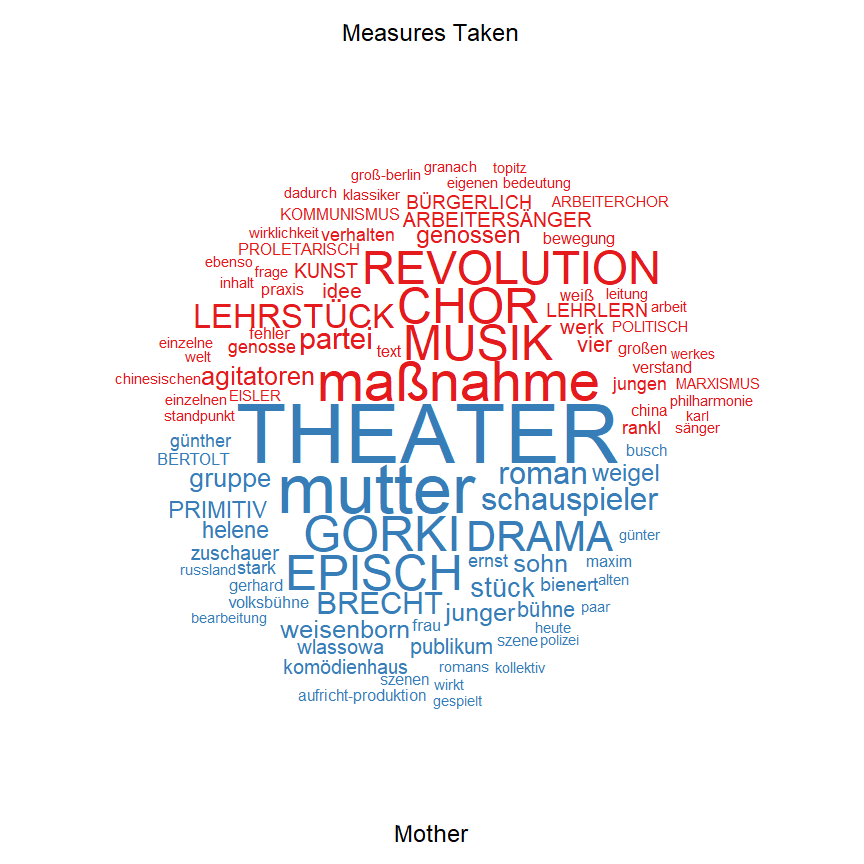 Measures Taken
granach topitz
groß-berlin eigenen bedeutung
dadurch klassiker BÜRGERLICH ARBEITERCHOR
KOMMUNISMUS ARBEITERSÄNGER
wirklichkeit verhalten genossen bewegung
PROLETARISCH
ebenso frage KUNST REVOLUTION
inhalt praxis idee CHOR weiß leitung
LEHRSTÜCK LEHRLERN arbeit
fehler partei MUSIK werk POLITISCH
einzelne genosse text vier großen werkes
welt verstand
chinesischen agitatoren maßnahme jungen MARXISMUS
einzelnen EISLER philharmonie
standpunkt china karl
THEATER rankl sänger
günther busch
BERTOLT
gruppe mutter roman weigel
PRIMITIV schauspieler
helene GORKI DRAMA günter
zuschauer
russland stark EPISCH ernst sohn maxim
gerhard stück bienert alten
volksbühne BRECHT junger bühne paar
bearbeitung
weisenborn frau heute
wlassowa publikum szene polizei
komödienhaus romans kollektiv
szenen wirkt
aufricht-produktion gespielt
Mother